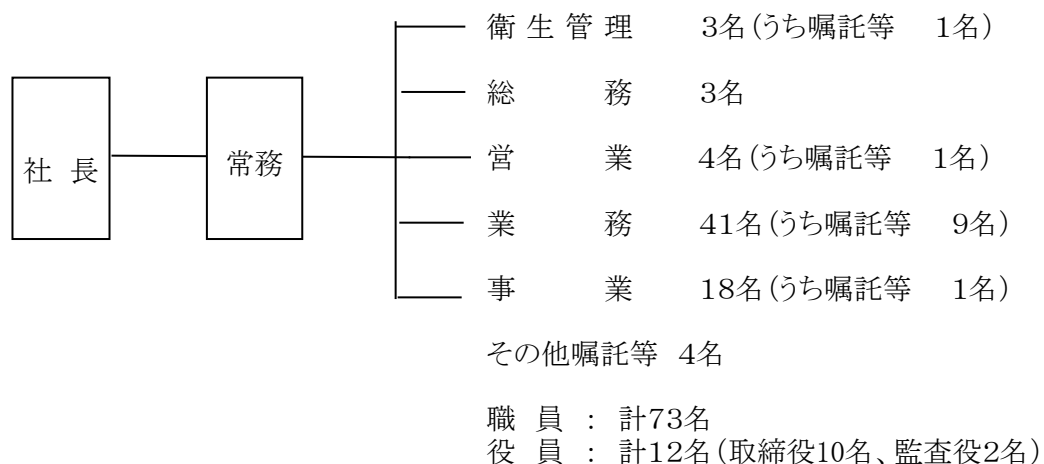 衛生管理　3名(うち嘱託等　1名)
総　務　3名
社長
常務
営　業　4名(うち嘱託等　1名)
業　務　41名(うち嘱託等　9名)
事　業　18名(うち嘱託等　1名)
その他嘱託等 4名
職員 : 計73名
役員 : 計12名(取締役10名、監査役2名)